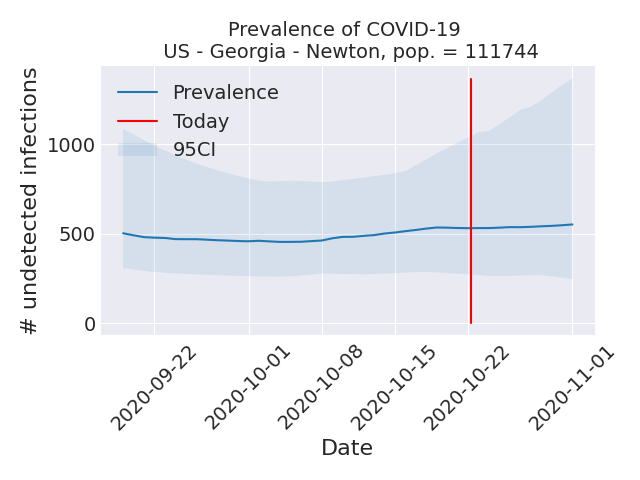 Prevalence of COVID-19
US - Georgia - Newton, pop. = 111744
# undetected infections
1000
500
0
Prevalence
Today
95CI
2020-09-22
2020-10-01
2020-10-08
2020-10-15
2020-10-22
2020-11-01
Date